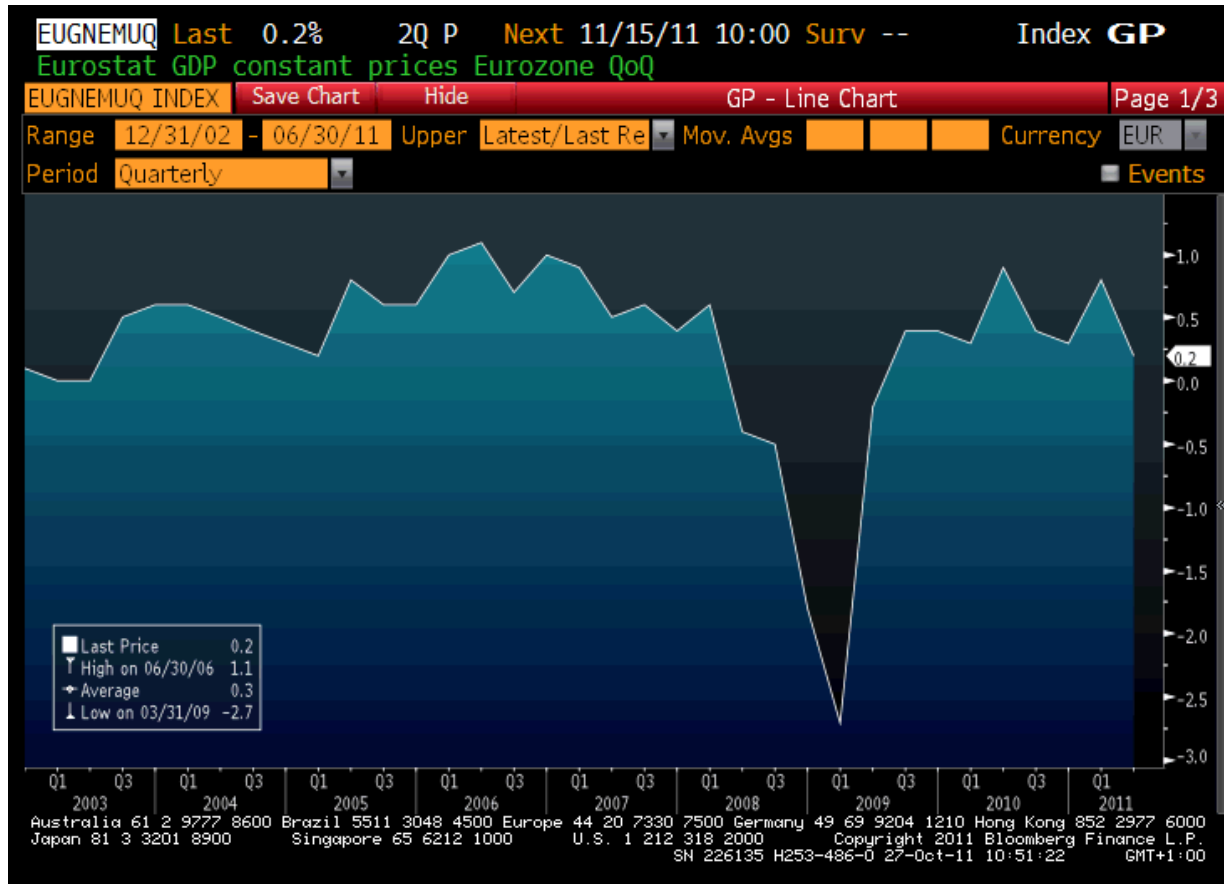 EUGNEMUQ Last 0.2% 2Q P Next 11/15/11 10:00 Surv -- Index GP
Eurostat GDP constant prices Eurozone QoQ
EUGNEMUQ INDEX Save Chart Hide GP - Line Chart Page 1/3
Range 12/31/02 - 06/30/11 Upper Latest/Last Re Mov. Avgs Currency EUR
Period Quarterly Events
1.0
0.5
0.2
0.0
-0.5
-1.0
-1.5
-2.0
-2.5
-3.0
Last Price 0.2
High on 06/30/06 1.1
Average 0.3
Low on 03/31/09 -2.7
Q1 Q3 Q1 Q3 Q1 Q3 Q1 Q3 Q1 Q3 Q1 Q3 Q1 Q3 Q1 Q3 Q1
2003 2004 2005 2006 2007 2008 2009 2010 2011
Australia 61 2 9777 8600 Brazil 5511 3048 4500 Europe 44 20 7330 7500 Germany 49 69 9204 1210 Hong Kong 852 2977 6000
Japan 81 3 3201 8900 Singapore 65 6212 1000 U.S. 1 212 318 2000 Copyright 2011 Bloomberg Finance L.P.
SN 226135 H253-486-0 27-Oct-11 10:51:22 GMT+1:00